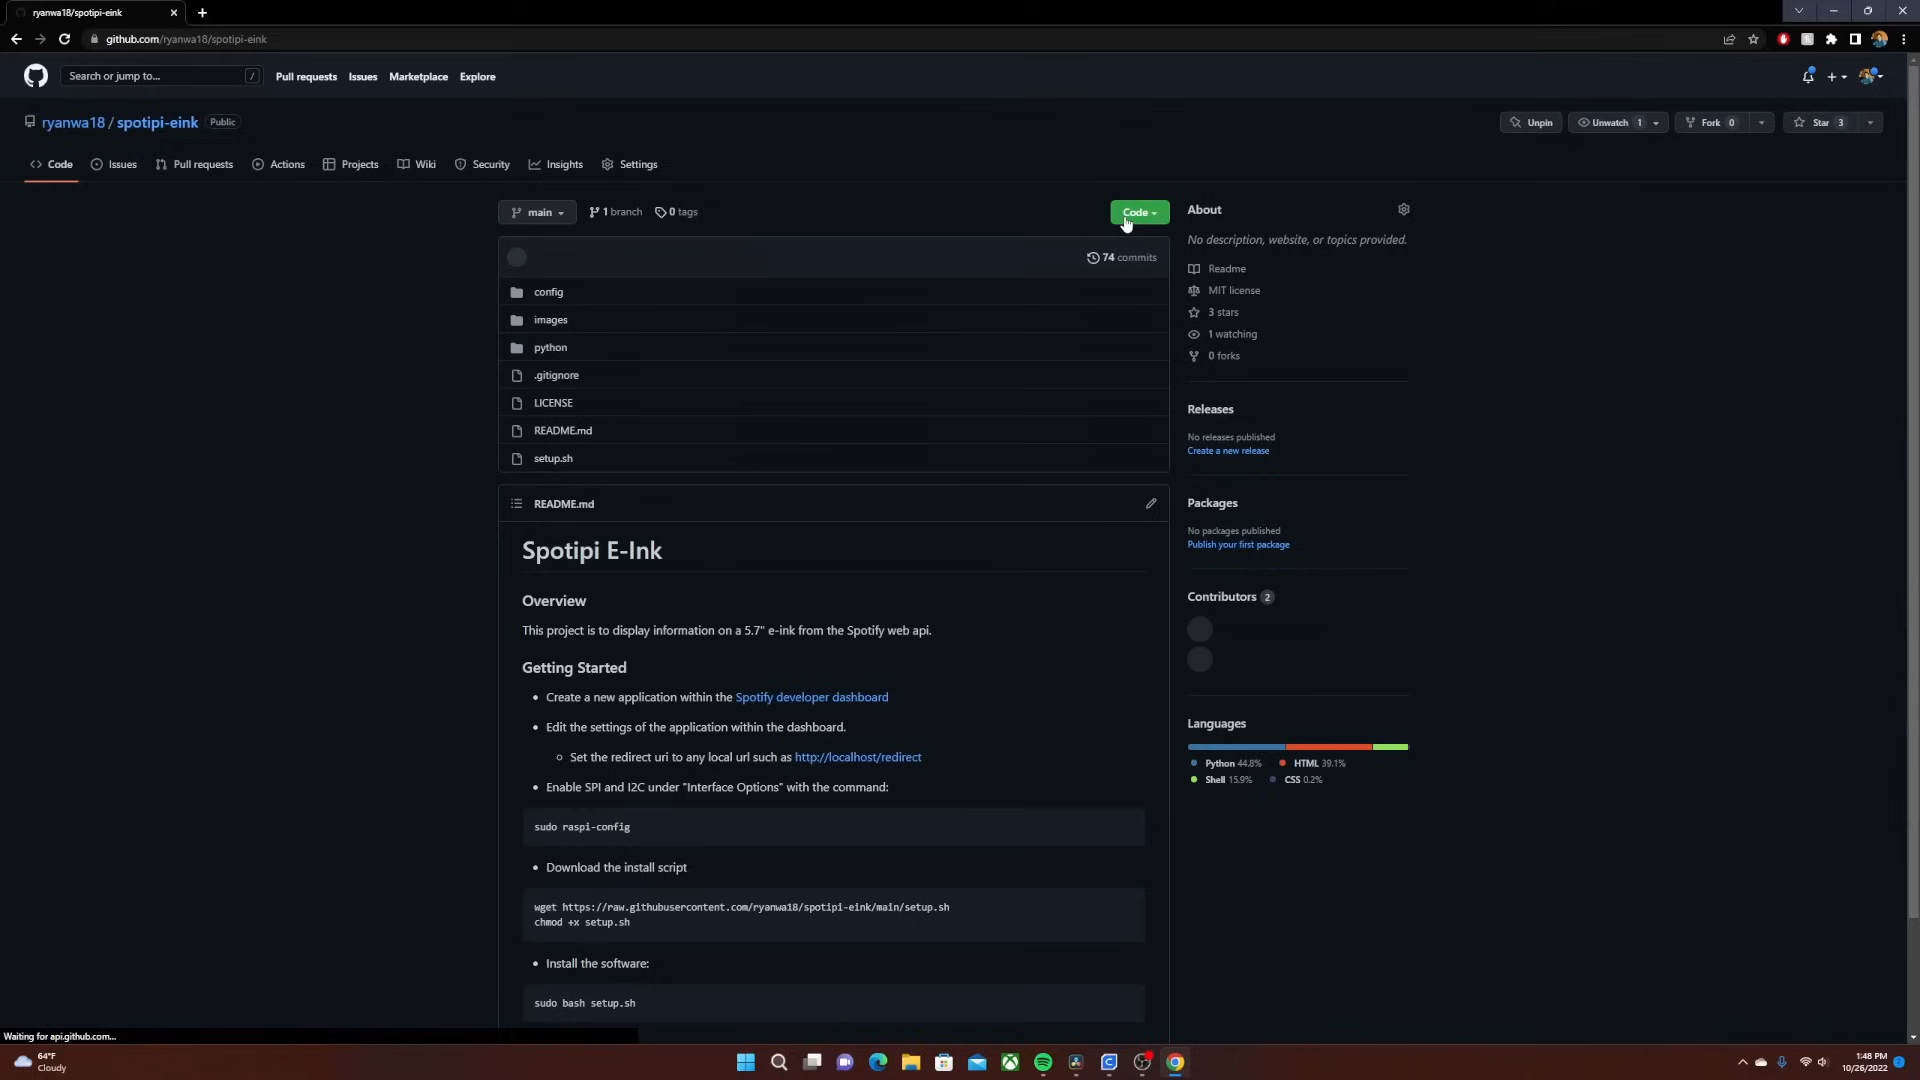 ryanwa18/spotipi-eink
github.com/ryanwa18/spotipi-eink
Search or jump to...
/
Pull requests
Issues
Marketplace
Explore
ryanwa18 / spotipi-eink
Public
Unpin
Unwatch 1
Fork 0
Star 3
Code
Issues
Pull requests
Actions
Projects
Wiki
Security
Insights
Settings
main
1 branch
0 tags
Code
About
No description, website, or topics provided.
74 commits
Readme
config
MIT license
images
3 stars
1 watching
python
0 forks
.gitignore
LICENSE
Releases
README.md
No releases published
Create a new release
setup.sh
README.md
Packages
No packages published
Publish your first package
Spotipi E-Ink
Overview
Contributors 2
This project is to display information on a 5.7" e-ink from the Spotify web api.
Getting Started
Create a new application within the Spotify developer dashboard
Edit the settings of the application within the dashboard.
Languages
Set the redirect uri to any local url such as http://localhost/redirect
Python 44.8%
HTML 39.1%
Shell 15.9%
CSS 0.2%
Enable SPI and I2C under "Interface Options" with the command:
sudo raspi-config
Download the install script
wget https://raw.githubusercontent.com/ryanwa18/spotipi-eink/main/setup.sh
chmod +x setup.sh
Install the software:
sudo bash setup.sh
Waiting for api.github.com...
64°F
Cloudy
1:48 PM
10/26/2022
2